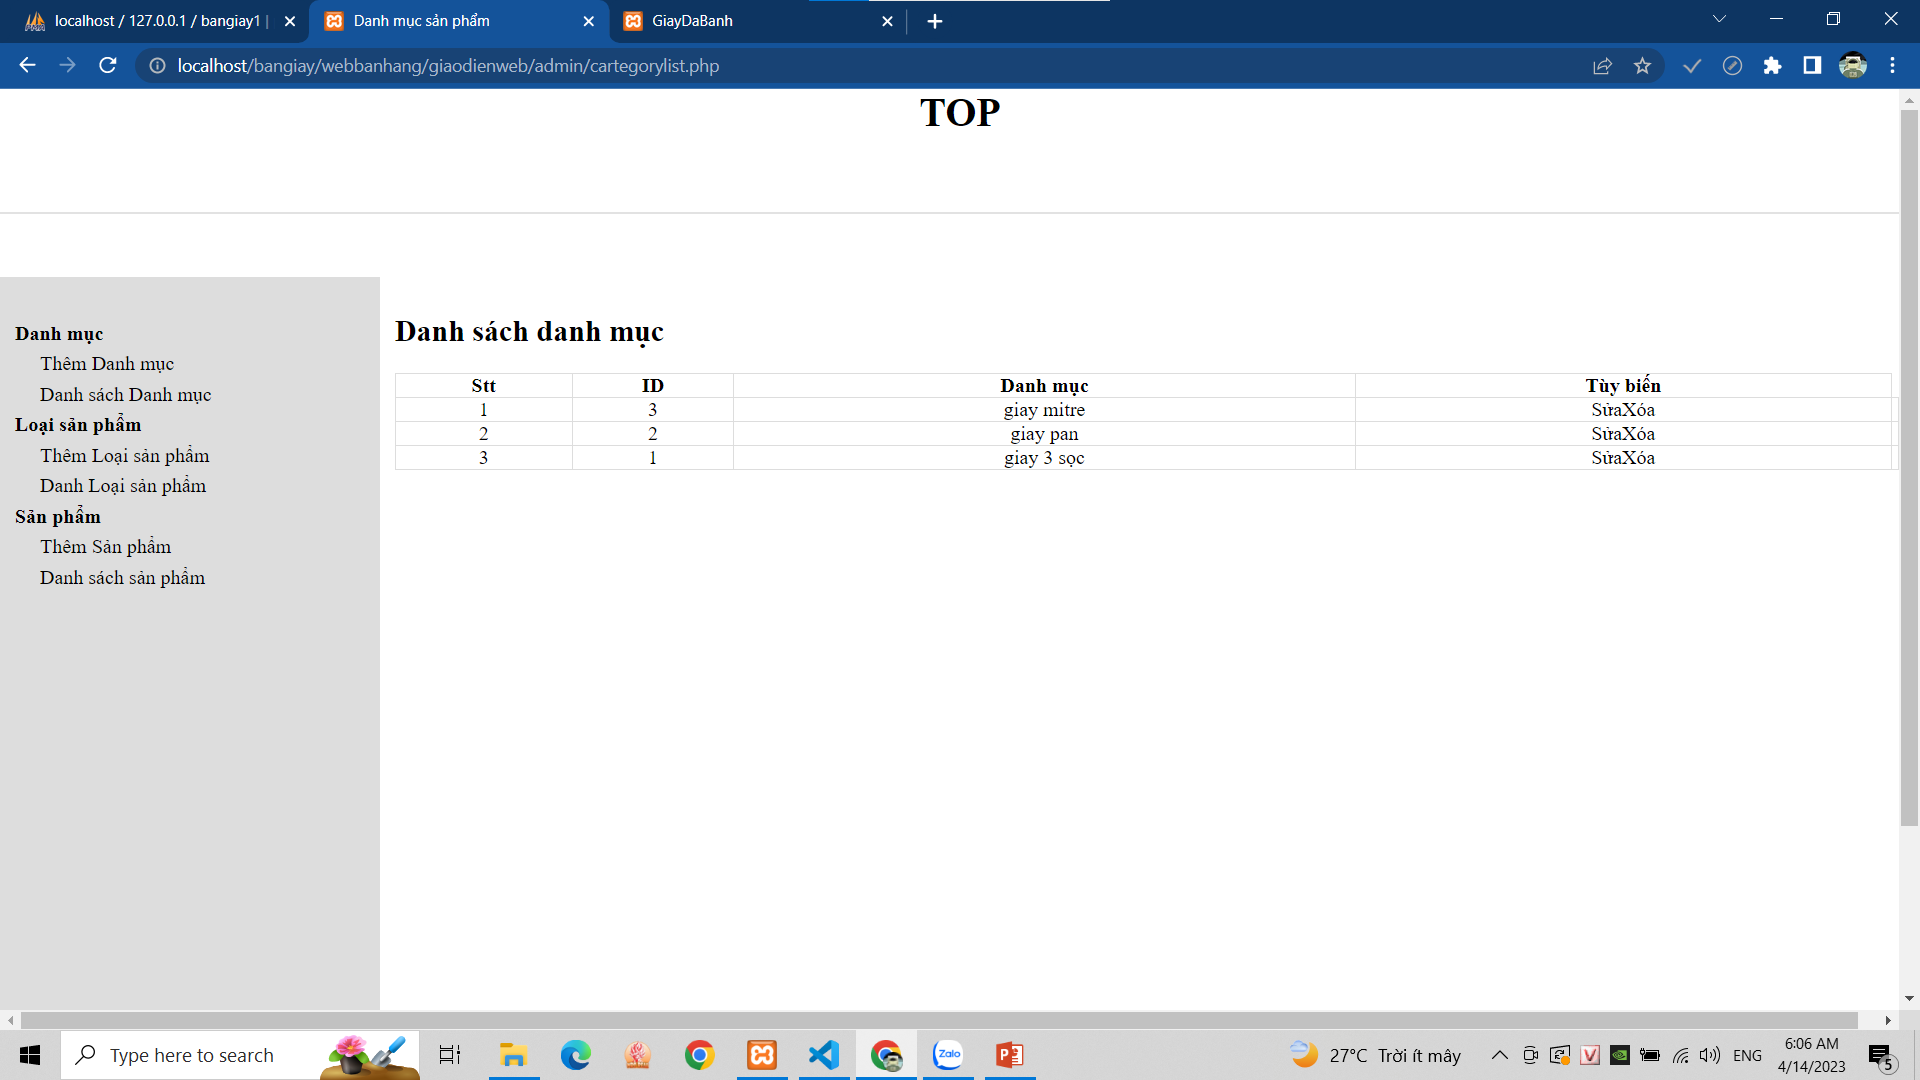 localhost / 127.0.0.1 / bangiay1 |
Danh mục sản phẩm
GiayDaBanh
localhost/bangiay/webbanhang/giaodienweb/admin/cartegorylist.php
TOP
Danh mục
Thêm Danh mục
Danh sách Danh mục
Loại sản phẩm
Thêm Loại sản phẩm
Danh Loại sản phẩm
Sản phẩm
Thêm Sản phẩm
Danh sách sản phẩm
Danh sách danh mục
Stt ID Danh mục Tùy biến
1 3 giay mitre SửaXóa
2 2 giay pan SửaXóa
3 1 giay 3 sọc SửaXóa
Type here to search
Zalo
27°C Trời ít mây
ENG
6:06 AM
4/14/2023
5